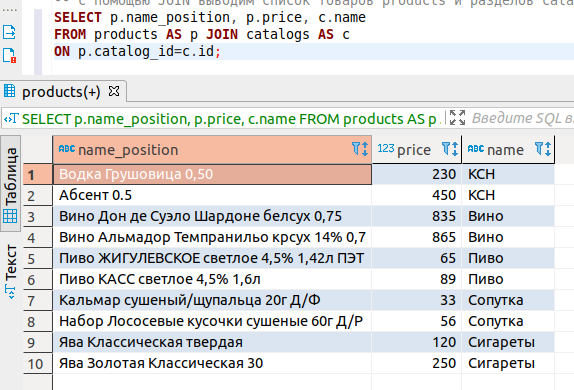 с помощью JOIN выводим список товаров products и разделов cata
SELECT p.name_position, p.price, c.name
FROM products AS p JOIN catalogs AS c
ON p.catalog_id=c.id;
products(+)
SELECT p.name_position, p.price, c.name FROM products AS p
Введите SQL в
Таблица
Текст
ABC name_position 123 price ABC name
1 Водка Грушовица 0,50 230 КСН
2 Абсент 0.5 450 КСН
3 Вино Дон де Суэло Шардоне белсух 0,75 835 Вино
4 Вино Альмадор Темпранильо крсух 14% 0,7 865 Вино
5 Пиво ЖИГУЛЕВСКОЕ светлое 4,5% 1,42л ПЭТ 65 Пиво
6 Пиво КАСС светлое 4,5% 1,6л 89 Пиво
7 Кальмар сушеный/щупальца 20г Д/Ф 33 Сопутка
8 Набор Лососевые кусочки сушеные 60г Д/Р 56 Сопутка
9 Ява Классическая твердая 120 Сигареты
10 Ява Золотая Классическая 30 250 Сигареты